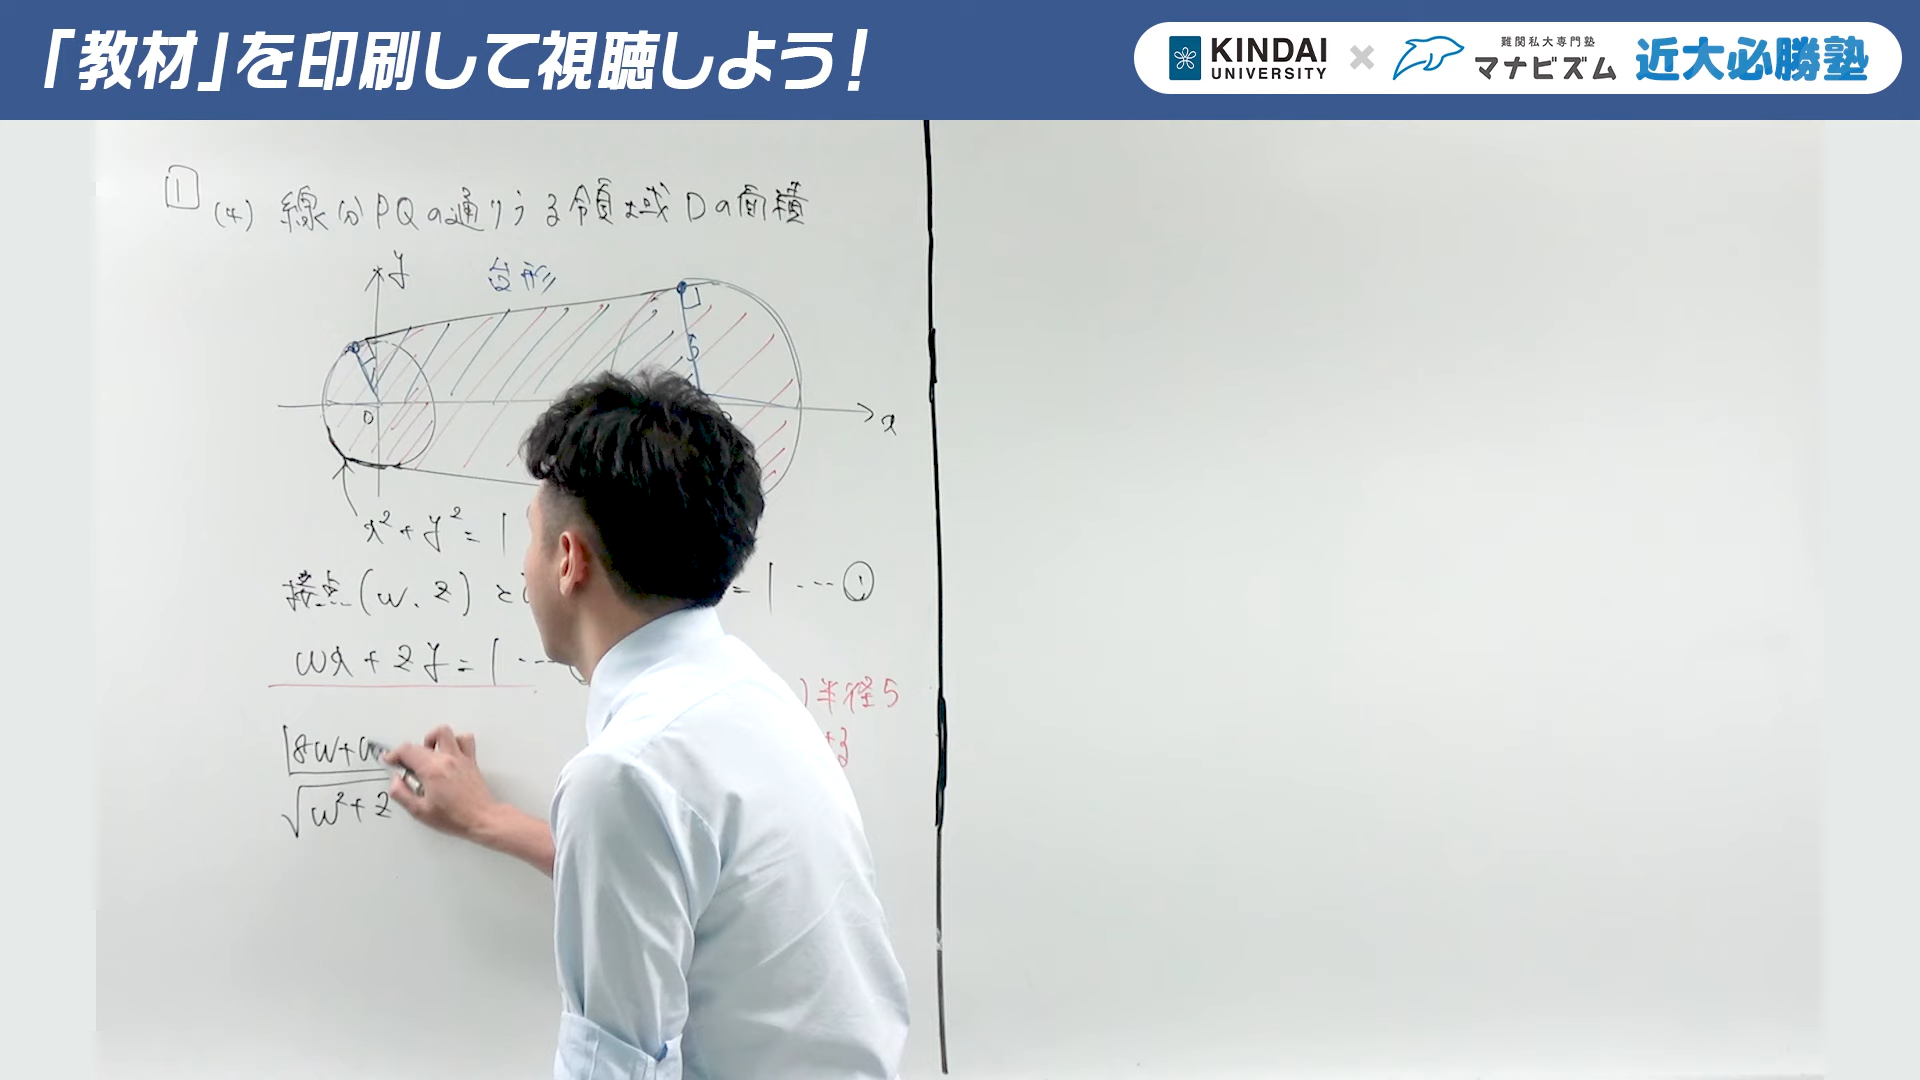 「教材」を印刷して視聴しよう!
KINDAI UNIVERSITY × 難関私大専門塾 マナビズム 近大必勝塾
1
(4) 線分PQの通りうる領域Dの面積
y
台形
5
O
x
x²+y²=1
接点(w, z) と =1 ...①
wx+zy=1 ...
半径5
|8w+
√w²+z